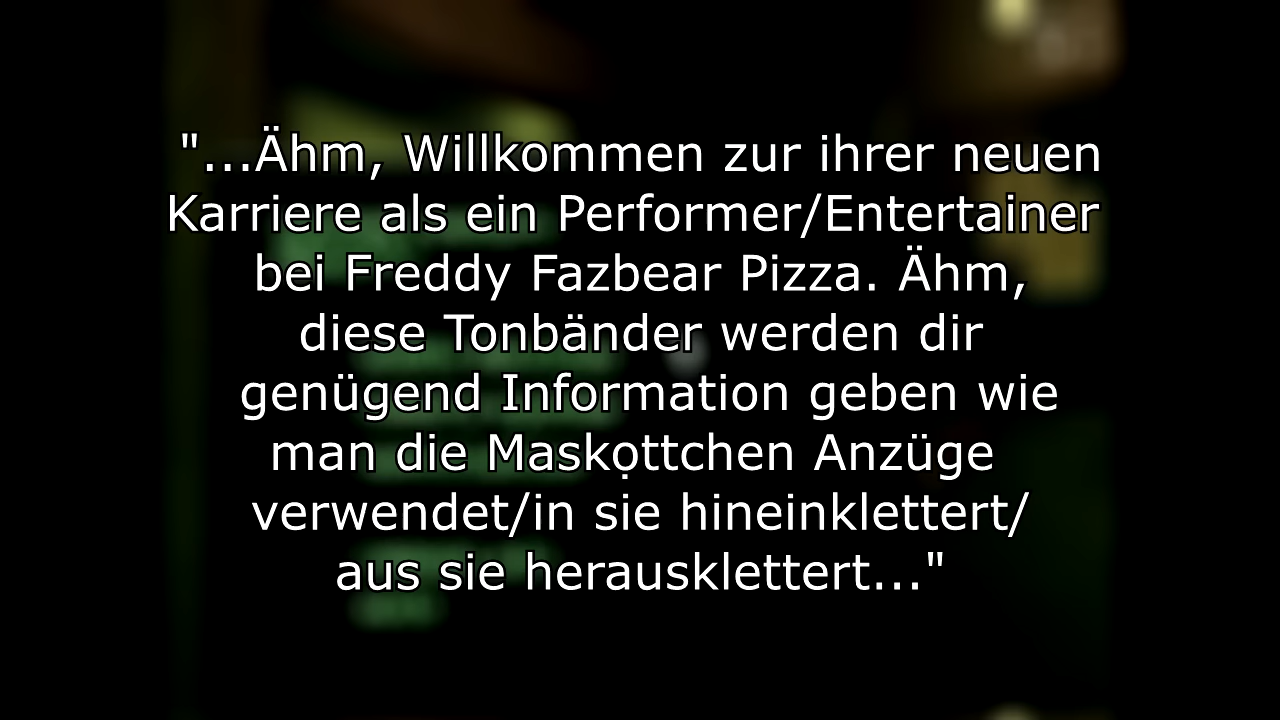 "...Ähm, Willkommen zur ihrer neuen
Karriere als ein Performer/Entertainer
bei Freddy Fazbear Pizza. Ähm,
diese Tonbänder werden dir
genügend Information geben wie
man die Maskọttchen Anzüge
verwendet/in sie hineinklettert/
aus sie herausklettert..."